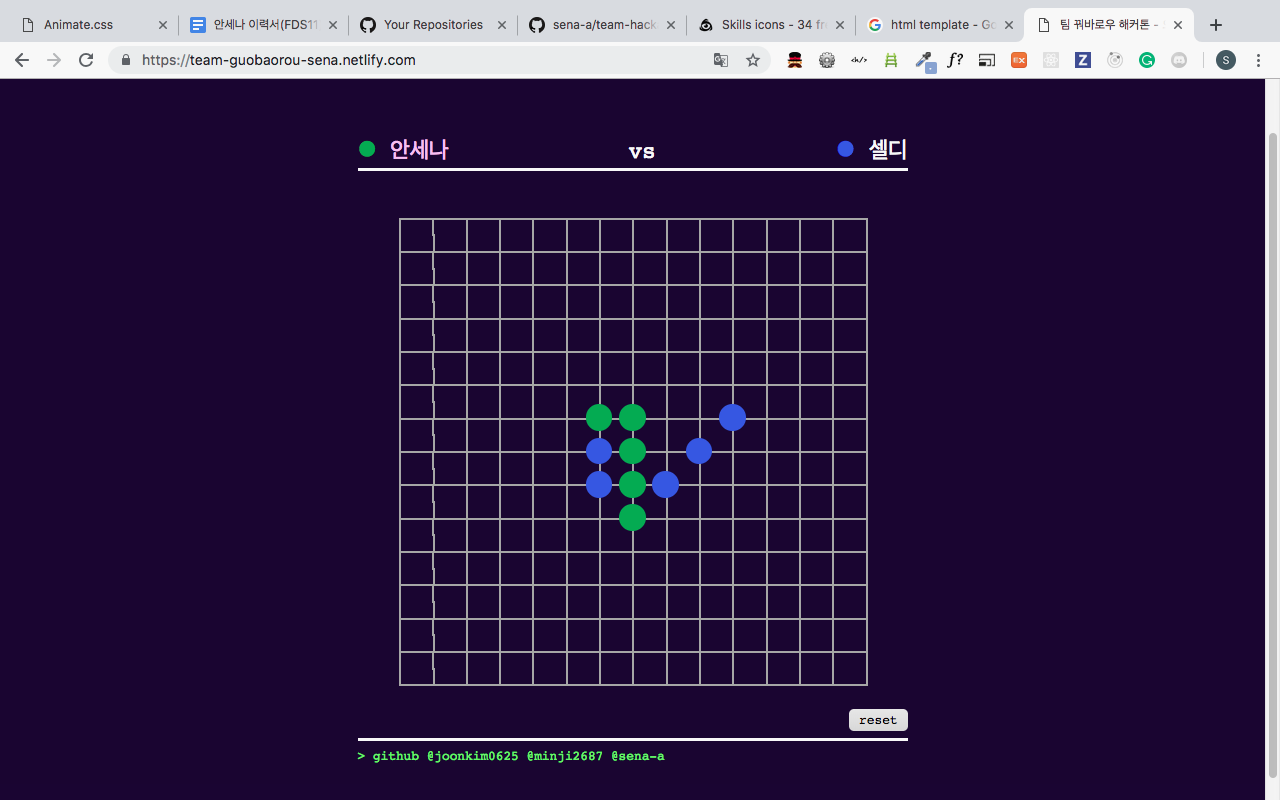 Animate.css
안세나 이력서(FDS11
Your Repositories
sena-a/team-hack
Skills icons - 34 fr
html template - Go
팀 꿔바로우 해커톤 -
https://team-guobaorou-sena.netlify.com
f?
EX
Z
S
안세나
vs
셀디
reset
> github @joonkim0625 @minji2687 @sena-a